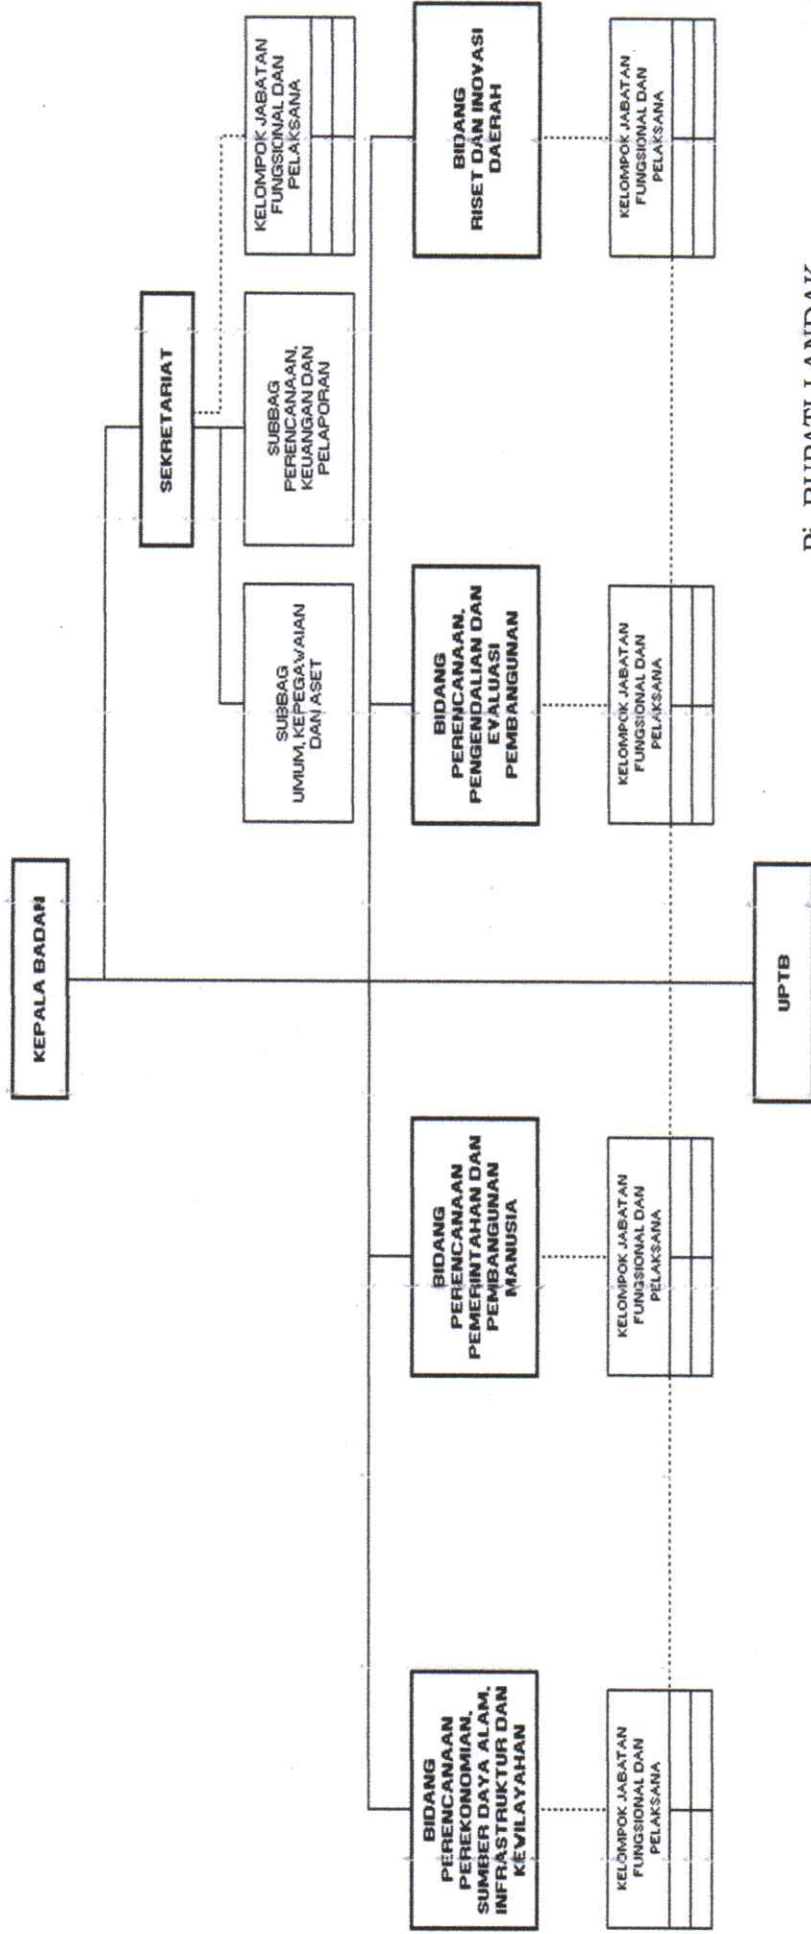 KEPALA BADAN
SEKRETARIAT
SUBBAG
UMUM, KEPEGAWAIAN
DAN ASET
SUBBAG
PERENCANAAN,
KEUANGAN DAN
PELAPORAN
KELOMPOK JABATAN
FUNGSIONAL DAN
PELAKSANA
BIDANG
PERENCANAAN
PEREKONOMIAN,
SUMBER DAYA ALAM,
INFRASTRUKTUR DAN
KEWILAYAHAN
BIDANG
PERENCANAAN
PEMERINTAHAN DAN
PEMBANGUNAN
MANUSIA
BIDANG
PERENCANAAN,
PENGENDALIAN DAN
EVALUASI
PEMBANGUNAN
BIDANG
RISET DAN INOVASI
DAERAH
KELOMPOK JABATAN
FUNGSIONAL DAN
PELAKSANA
KELOMPOK JABATAN
FUNGSIONAL DAN
PELAKSANA
KELOMPOK JABATAN
FUNGSIONAL DAN
PELAKSANA
KELOMPOK JABATAN
FUNGSIONAL DAN
PELAKSANA
UPTB
Pj. BUPATI LANDAK